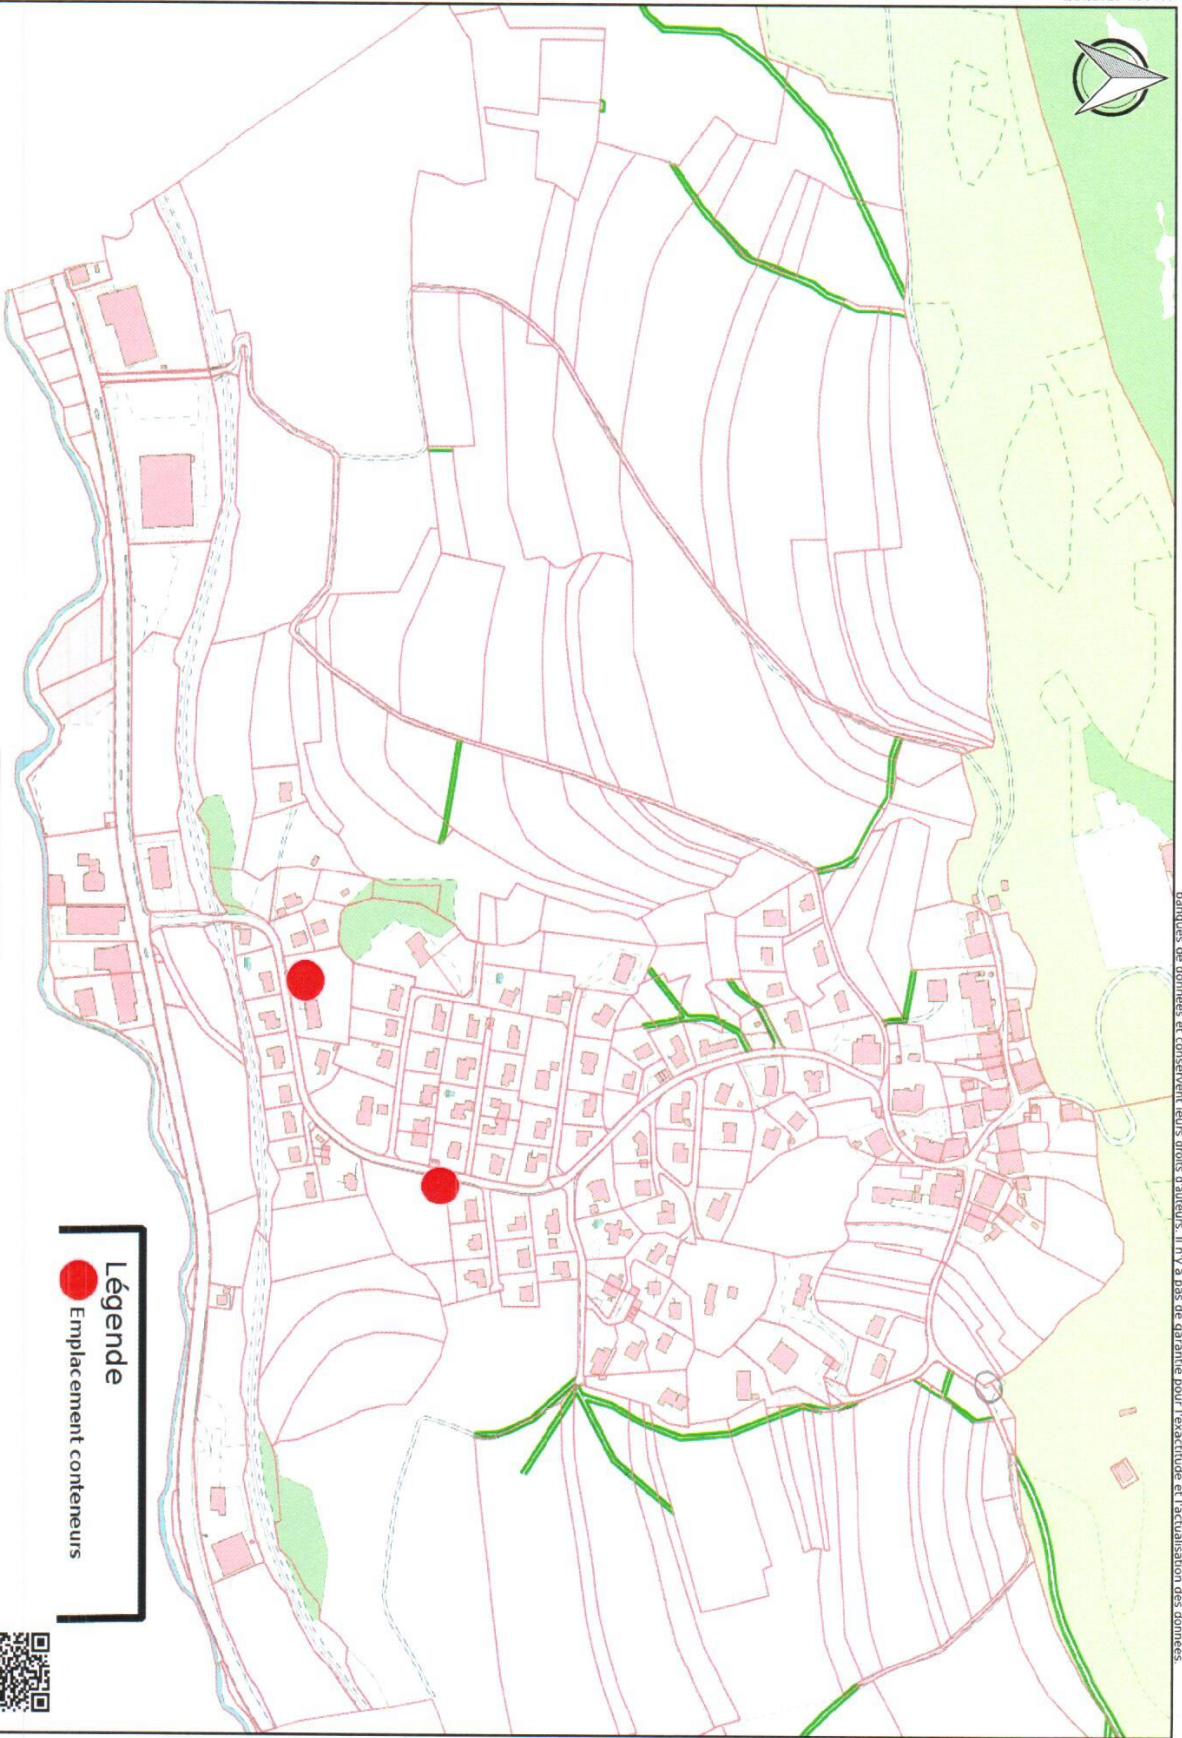 banques de données et conservent leurs droits d'auteurs. Il n'y a pas de garantie pour l'exactitude et l'actualisation des données.
Légende
Emplacement conteneurs